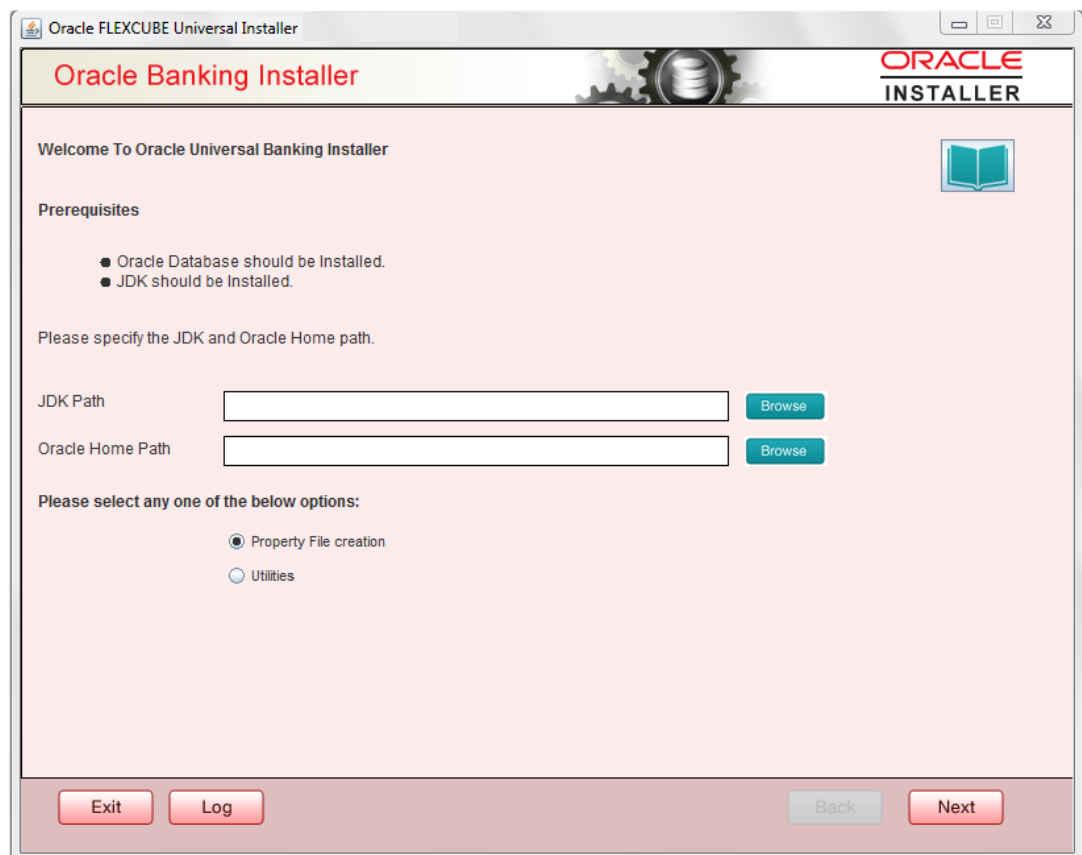 Oracle FLEXCUBE Universal Installer
Oracle Banking Installer
ORACLE
INSTALLER
Welcome To Oracle Universal Banking Installer
Prerequisites
● Oracle Database should be Installed.
● JDK should be Installed.
Please specify the JDK and Oracle Home path.
JDK Path
Browse
Oracle Home Path
Browse
Please select any one of the below options:
Property File creation
Utilities
Exit
Log
Back
Next